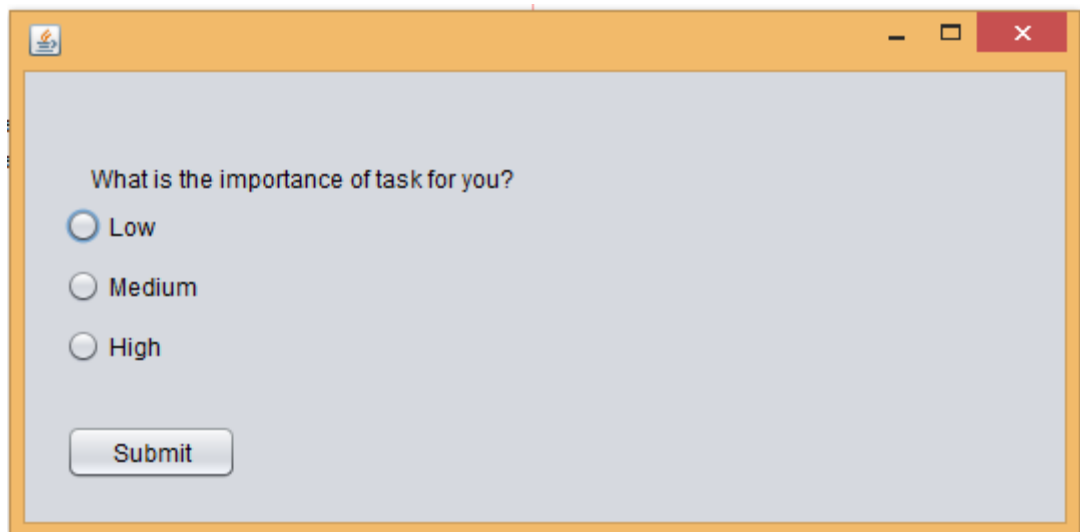 What is the importance of task for you?
Low
Medium
High
Submit